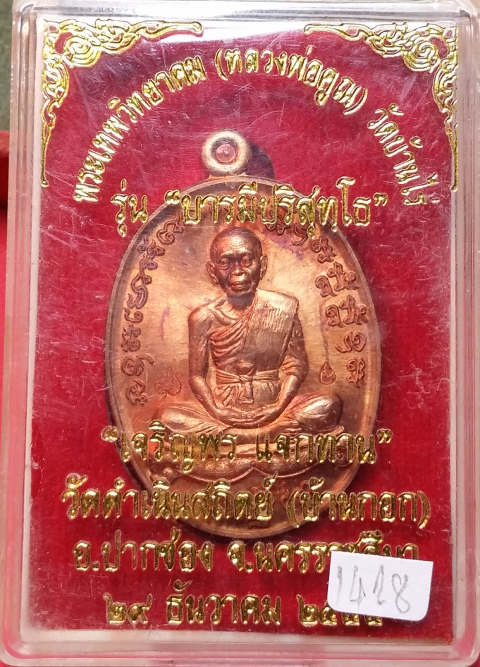 พระเทพวิทยาคม (หลวงพ่อคูณ) วัดบ้านไร่
รุ่น "บารมีปริสุทฺโธ"
"เจริญพร แจกทาน"
วัดดำเนินสถิตย์ (บ้านกอก)
อ.ปากช่อง จ.นครราชสีมา
๒๙ ธันวาคม
1418